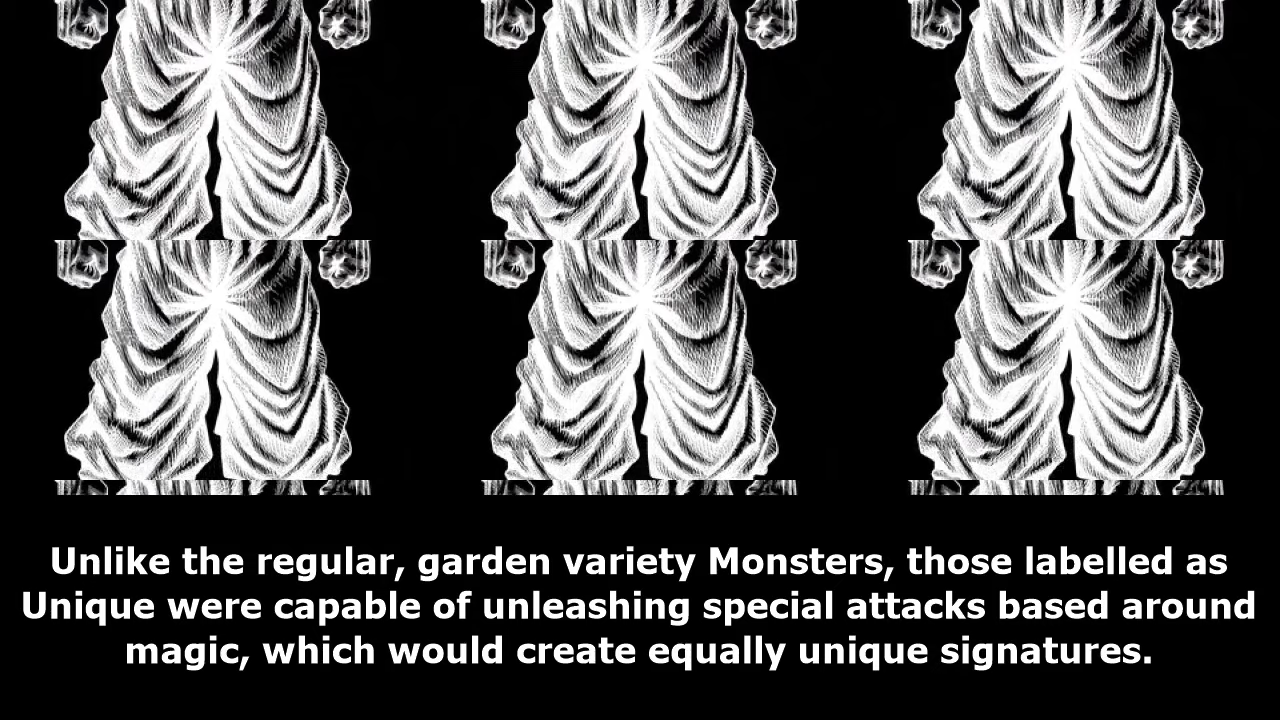 Unlike the regular, garden variety Monsters, those labelled as
Unique were capable of unleashing special attacks based around
magic, which would create equally unique signatures.